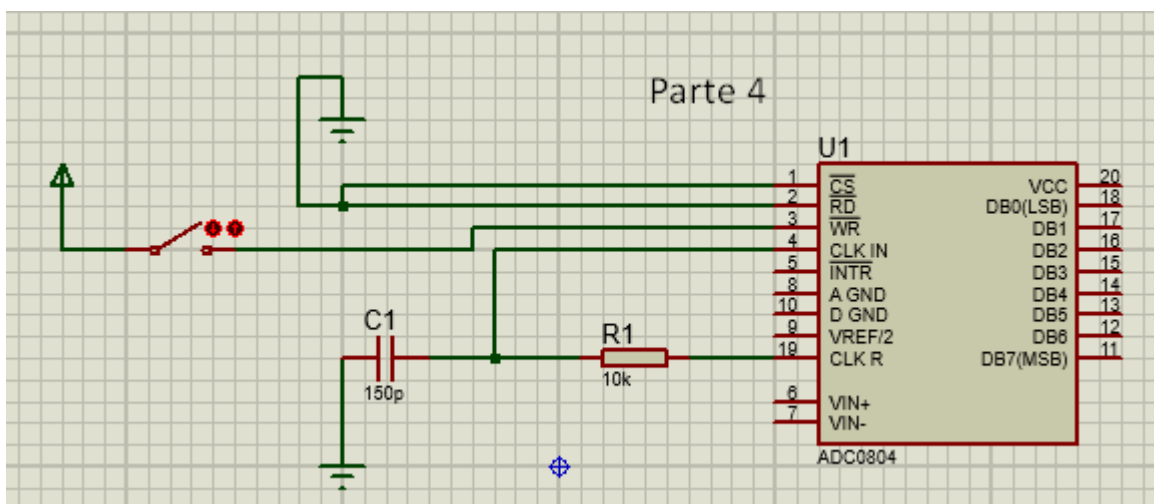 Parte 4
U1
1 CS VCC 20
2 RD DB0(LSB) 18
3 WR DB1 17
4 CLK IN DB2 16
5 INTR DB3 15
8 A GND DB4 14
10 D GND DB5 13
9 VREF/2 DB6 12
19 CLK R DB7(MSB) 11
6 VIN+
7 VIN-
ADC0804
C1
150p
R1
10k